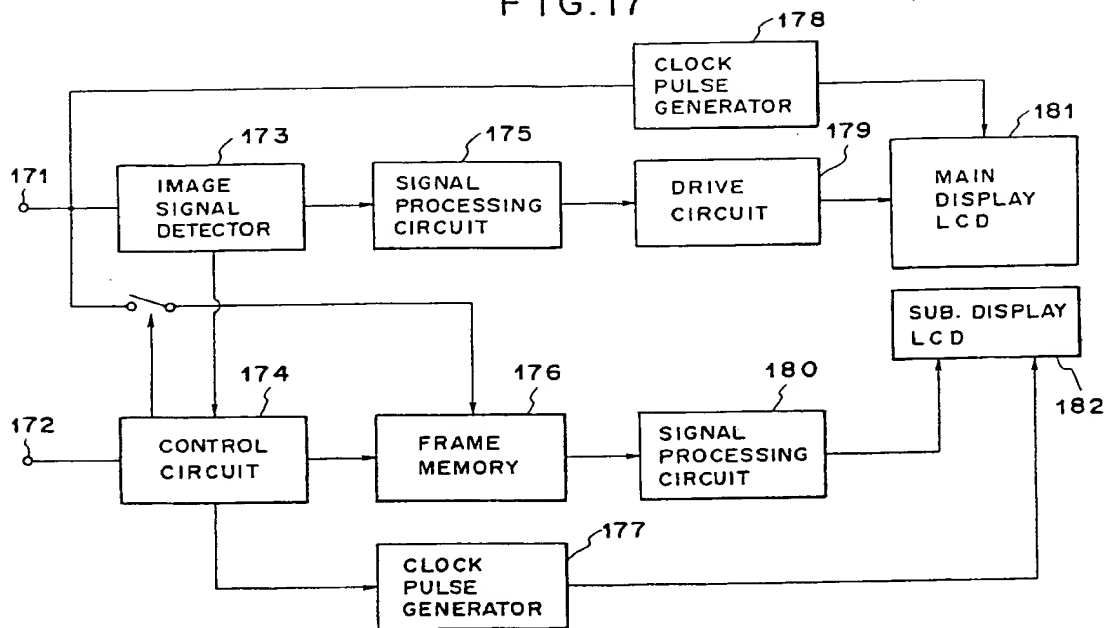 FIG.17
178
CLOCK
PULSE
GENERATOR
181
173
175
179
171
IMAGE
SIGNAL
DETECTOR
SIGNAL
PROCESSING
CIRCUIT
DRIVE
CIRCUIT
MAIN
DISPLAY
LCD
SUB. DISPLAY
LCD
174
176
180
182
172
CONTROL
CIRCUIT
FRAME
MEMORY
SIGNAL
PROCESSING
CIRCUIT
177
CLOCK
PULSE
GENERATOR